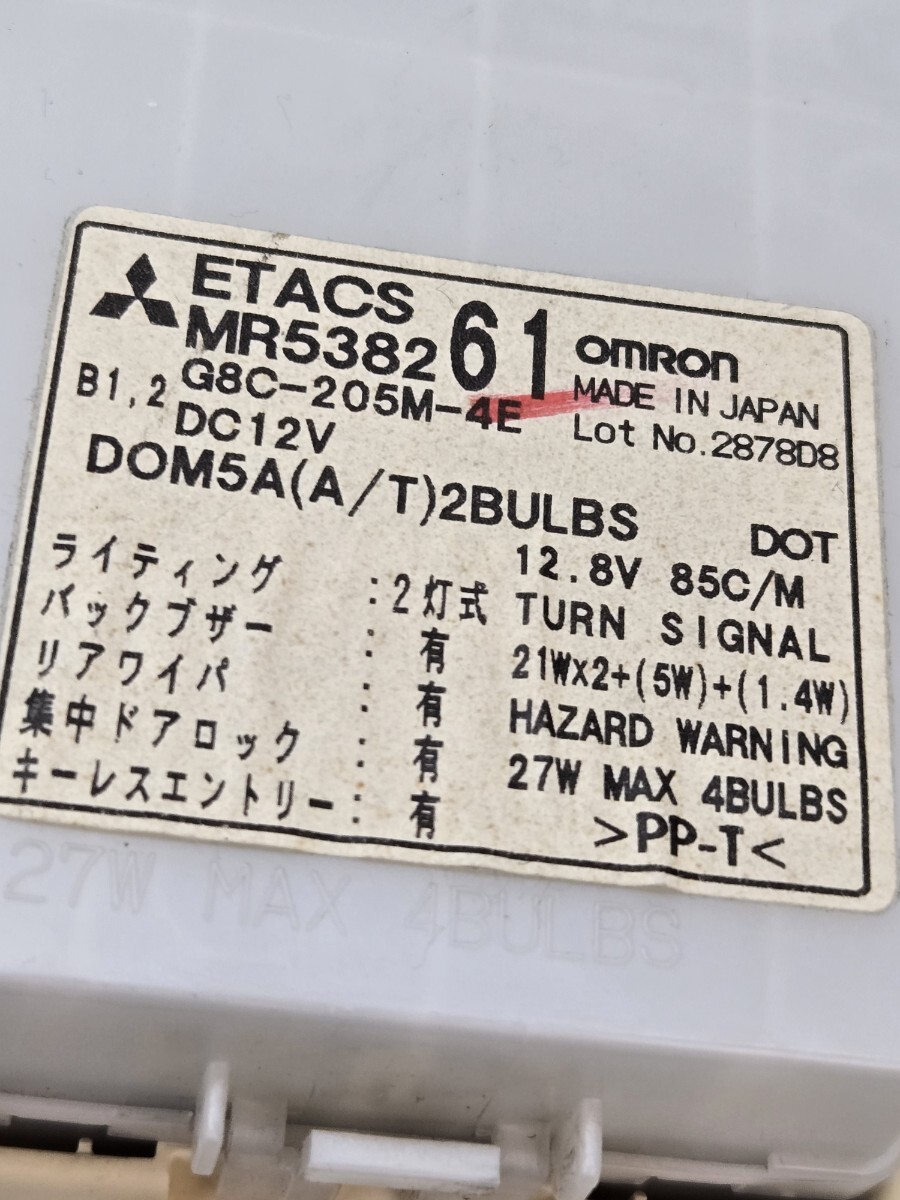 ETACS
MR538261
omron
B1,2 G8C-205M-4E
MADE IN JAPAN
DC12V
Lot No.2878D8
DOM5A(A/T)2BULBS
DOT
12.8V 85C/M
ライティング :2灯式
TURN SIGNAL
バックブザー : 有
21Wx2+(5W)+(1.4W)
リアワイパ : 有
HAZARD WARNING
集中ドアロック : 有
27W MAX 4BULBS
キーレスエントリー: 有
>PP-T<
27W MAX 4BULBS